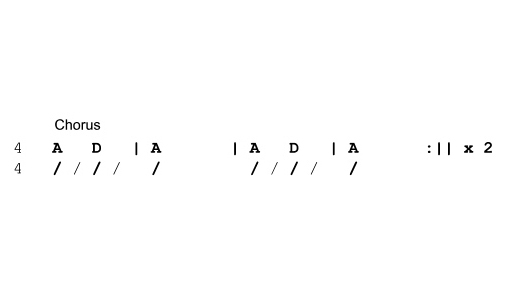 Chorus
4 A D | A | A D | A :|| x 2
4 / / / / / / / / / /